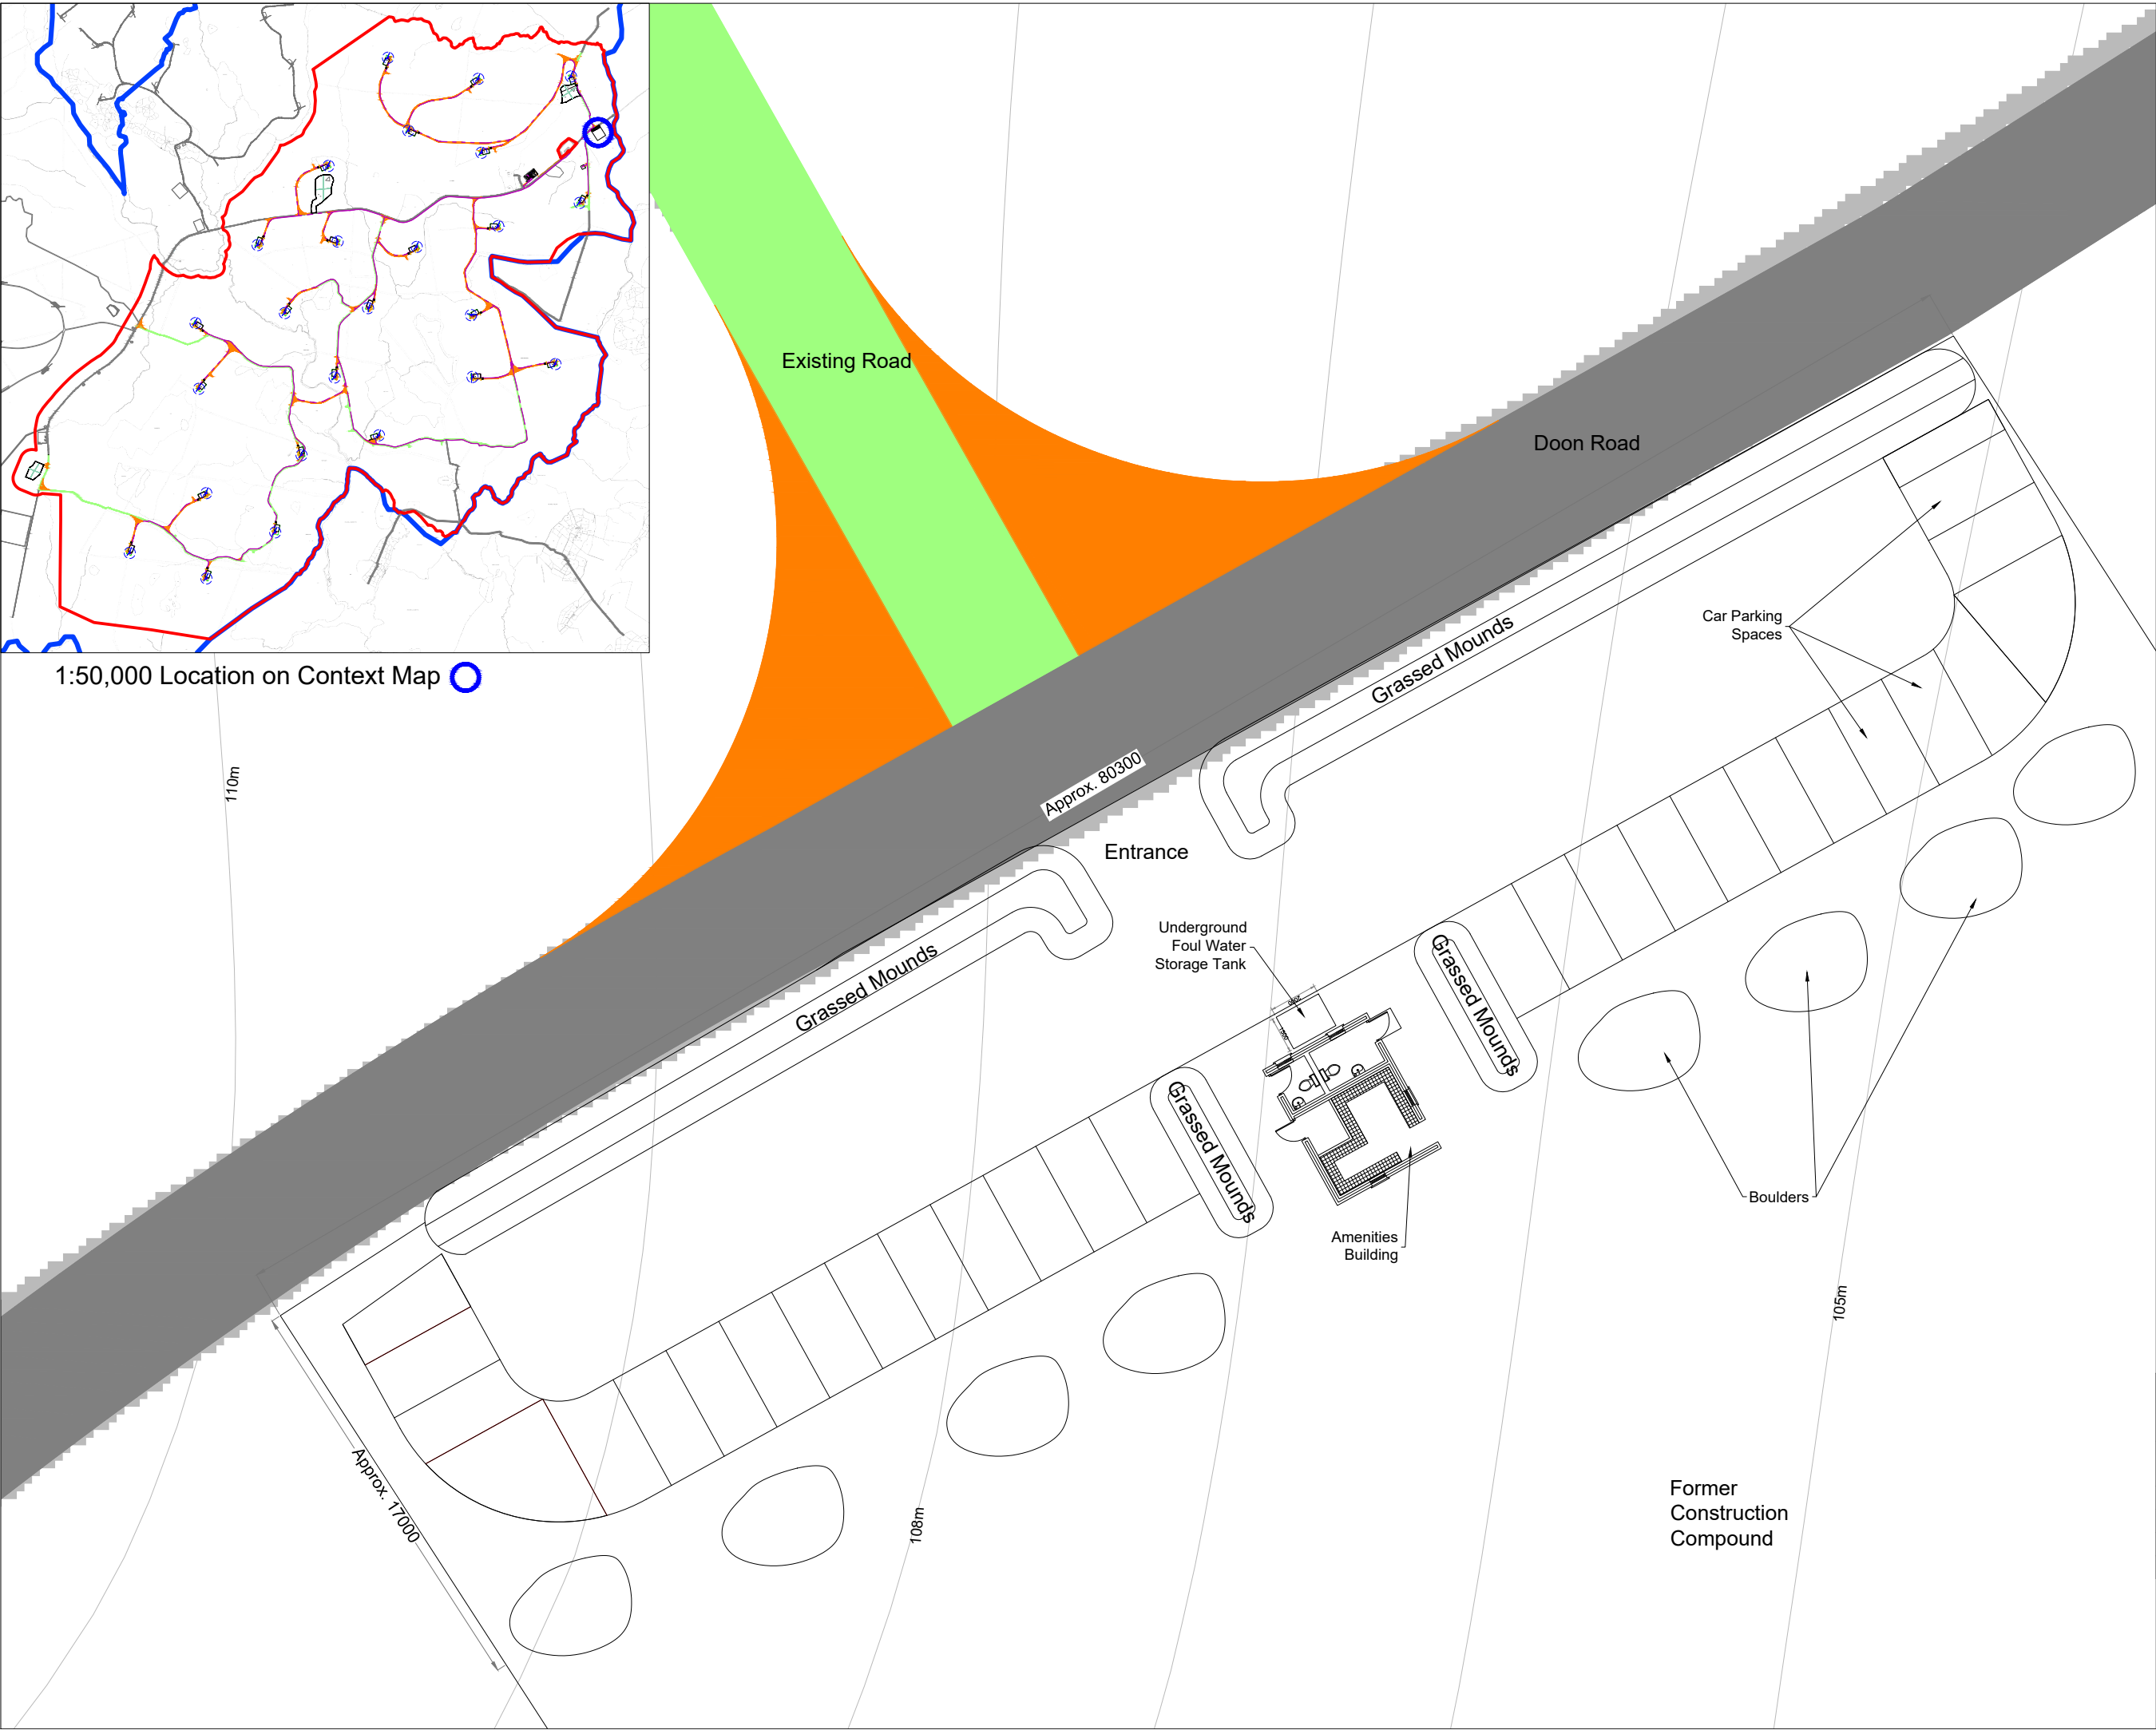 1:50,000 Location on Context Map
Existing Road
Doon Road
Car Parking
Spaces
Grassed Mounds
110m
Approx. 80300
Entrance
Underground
Foul Water
Storage Tank
Grassed Mounds
Grassed Mounds
Grassed Mounds
Amenities
Building
Boulders
105m
Approx. 17000
108m
Former
Construction
Compound